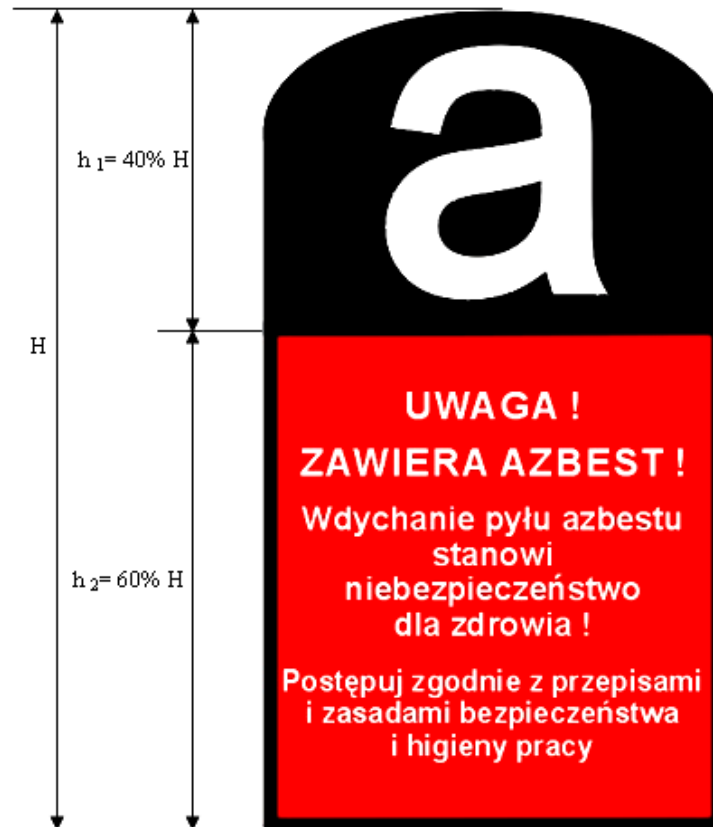 a
h 1= 40% H
H
UWAGA !
ZAWIERA AZBEST !
Wdychanie pyłu azbestu
stanowi
niebezpieczeństwo
dla zdrowia !
h 2= 60% H
Postępuj zgodnie z przepisami
i zasadami bezpieczeństwa
i higieny pracy